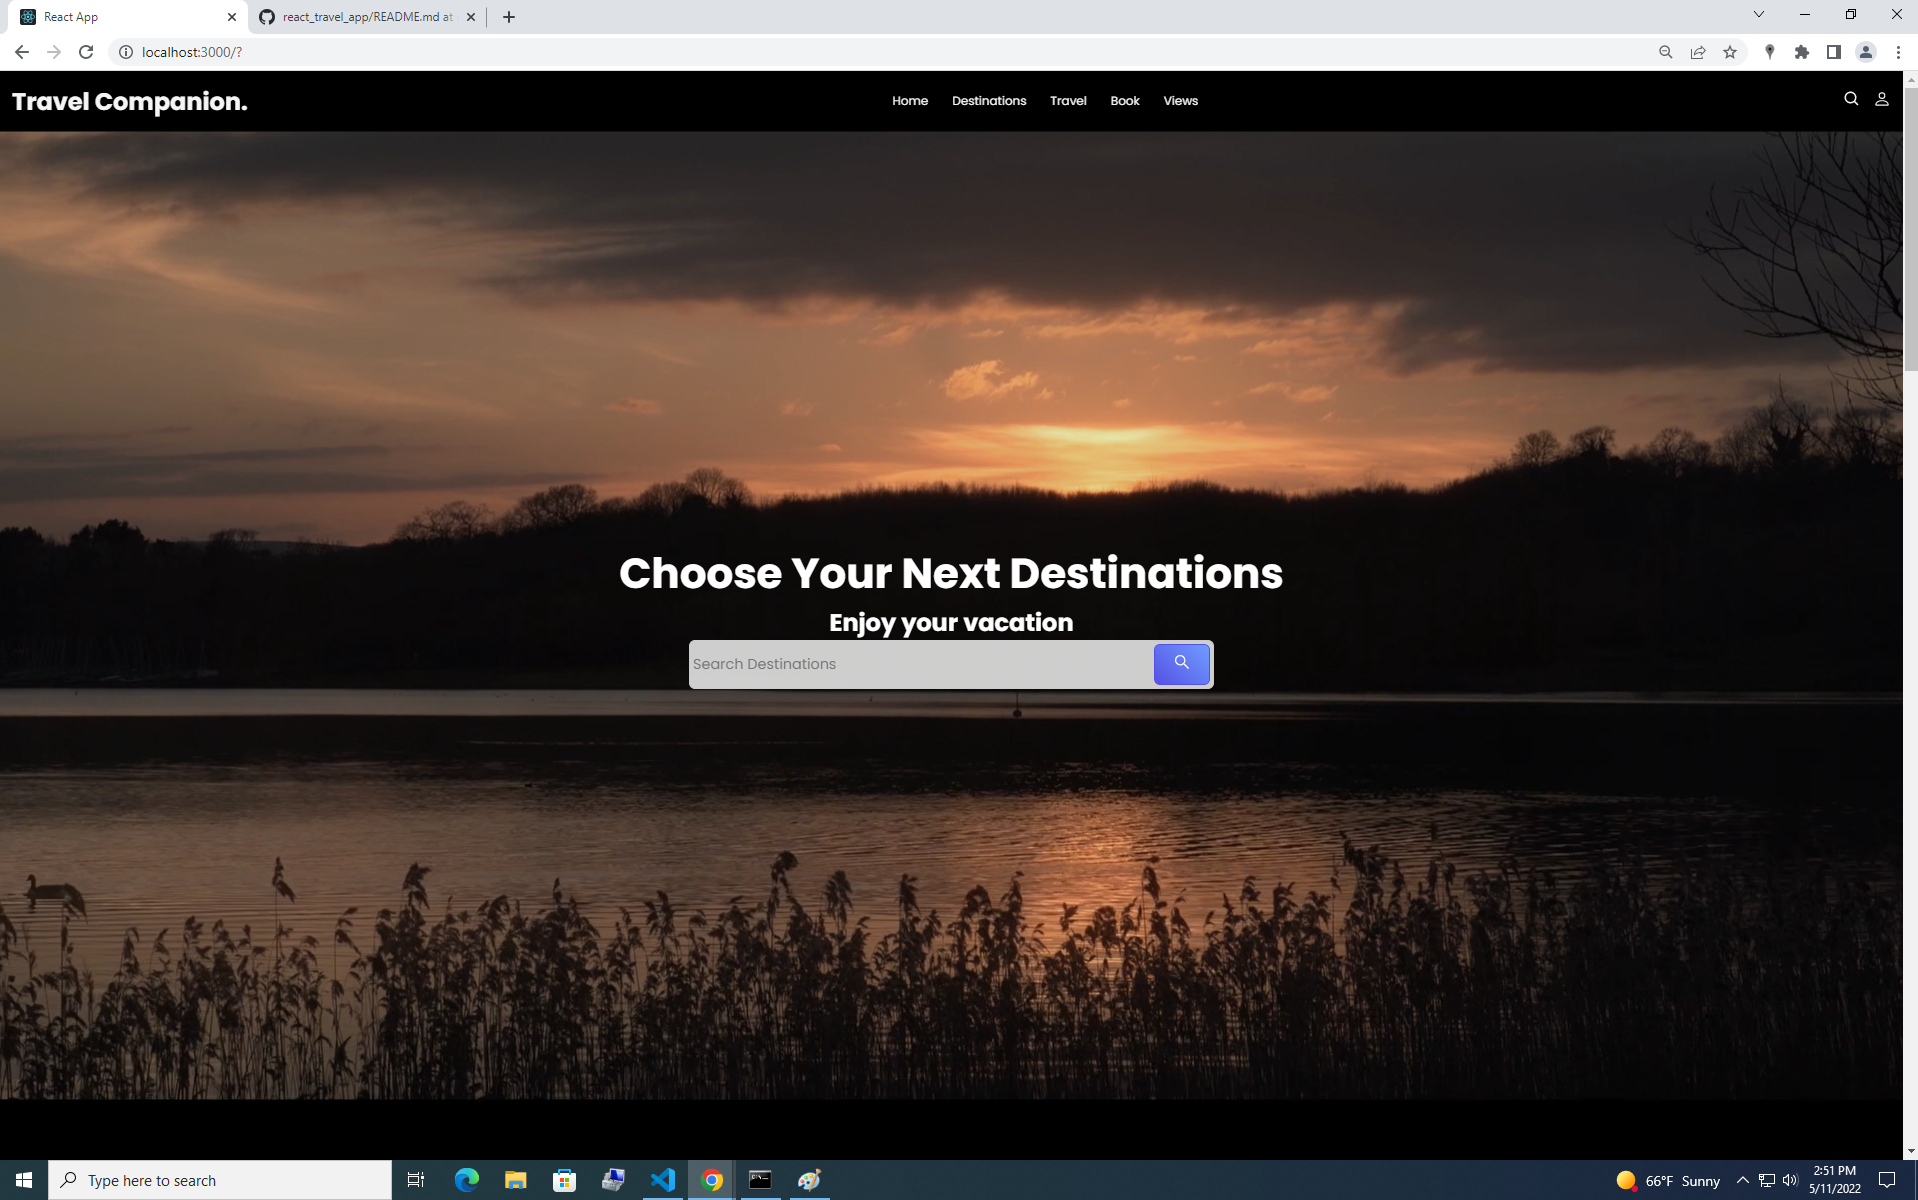 React App
react_travel_app/README.md at
localhost:3000/?
Travel Companion.
Home Destinations Travel Book Views
Choose Your Next Destinations
Enjoy your vacation
Search Destinations
Type here to search
66°F Sunny
2:51 PM
5/11/2022